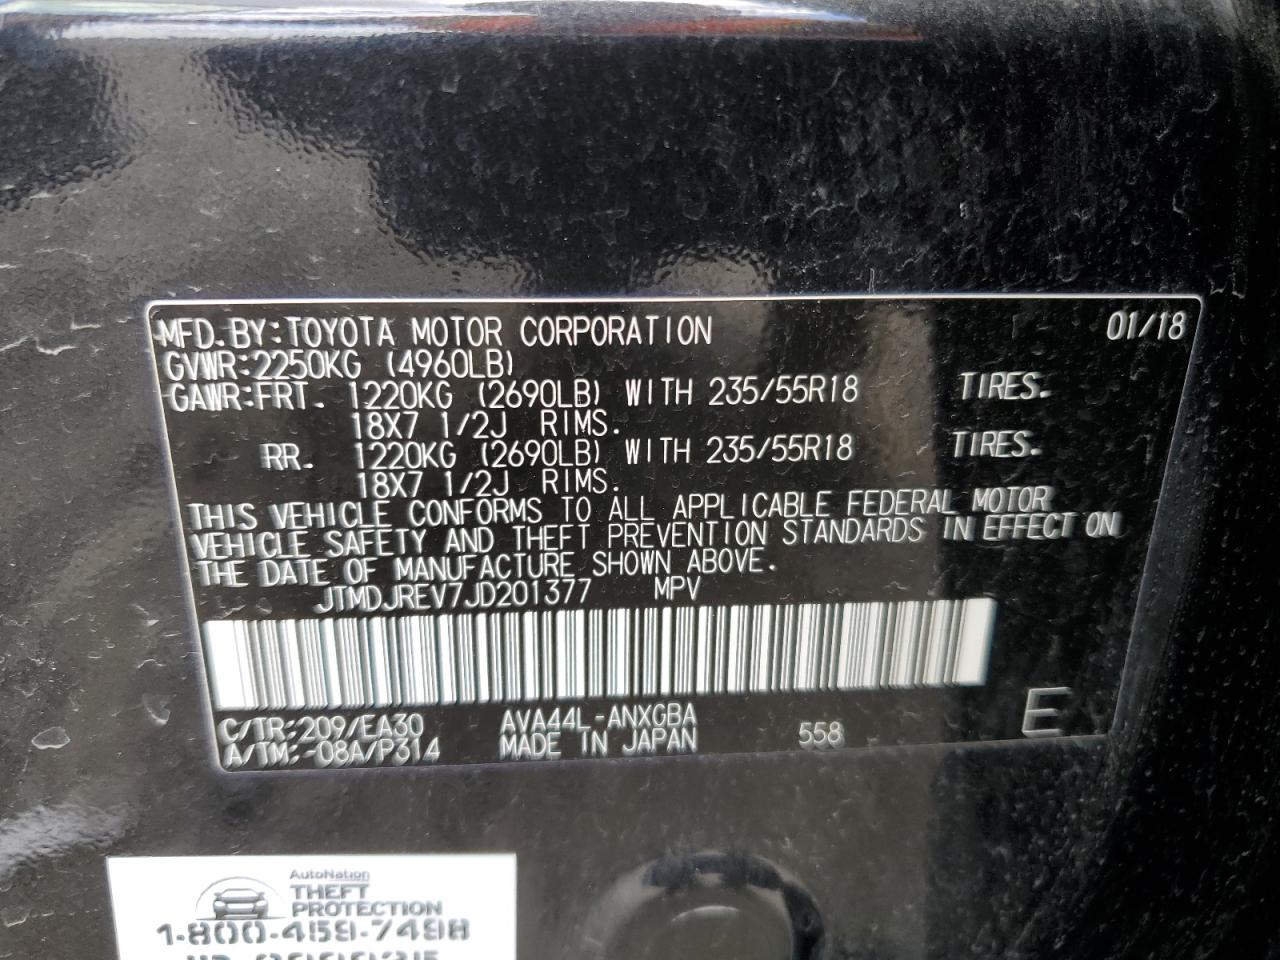 MFD.BY:TOYOTA MOTOR CORPORATION 01/18
GVWR:2250KG (4960LB)
GAWR:FRT. 1220KG (2690LB) WITH 235/55R18 TIRES.
18X7 1/2J RIMS.
RR. 1220KG (2690LB) WITH 235/55R18 TIRES.
18X7 1/2J RIMS.
THIS VEHICLE CONFORMS TO ALL APPLICABLE FEDERAL MOTOR
VEHICLE SAFETY AND THEFT PREVENTION STANDARDS IN EFFECT ON
THE DATE OF MANUFACTURE SHOWN ABOVE.
JTMDJREV7JD201377 MPV
C/TR:209/EA30 AVA44L-ANXGBA 558 E
A/TM:-08A/P314 MADE IN JAPAN
AutoNation
THEFT
PROTECTION
1-800-459-7498